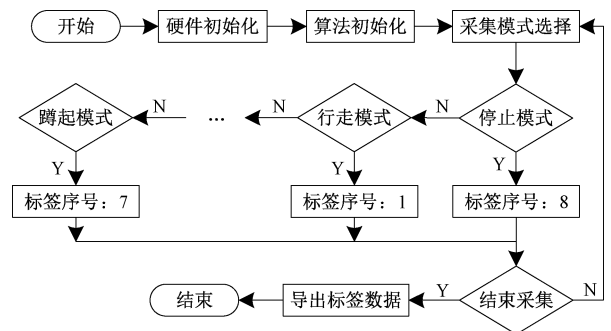 开始
硬件初始化
算法初始化
采集模式选择
蹲起模式
N
...
N
行走模式
N
停止模式
Y
Y
Y
标签序号：7
标签序号：1
标签序号：8
结束
导出标签数据
Y
结束采集
N